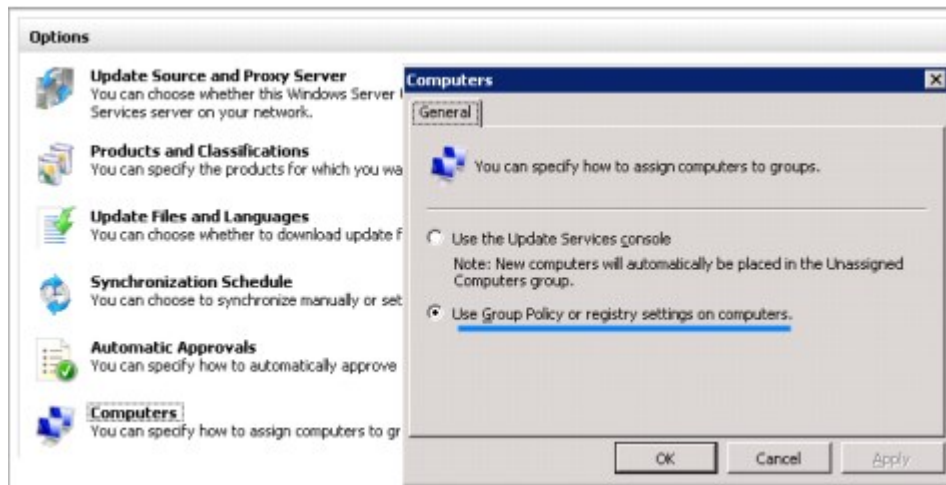 Options
Update Source and Proxy Server
You can choose whether this Windows Server
Services server on your network.
Products and Classifications
You can specify the products for which you wa
Update Files and Languages
You can choose whether to download update f
Synchronization Schedule
You can choose to synchronize manually or set
Automatic Approvals
You can specify how to automatically approve
Computers
You can specify how to assign computers to gr
Computers
General
You can specify how to assign computers to groups.
Use the Update Services console
Note: New computers will automatically be placed in the Unassigned
Computers group.
Use Group Policy or registry settings on computers.
OK Cancel Apply